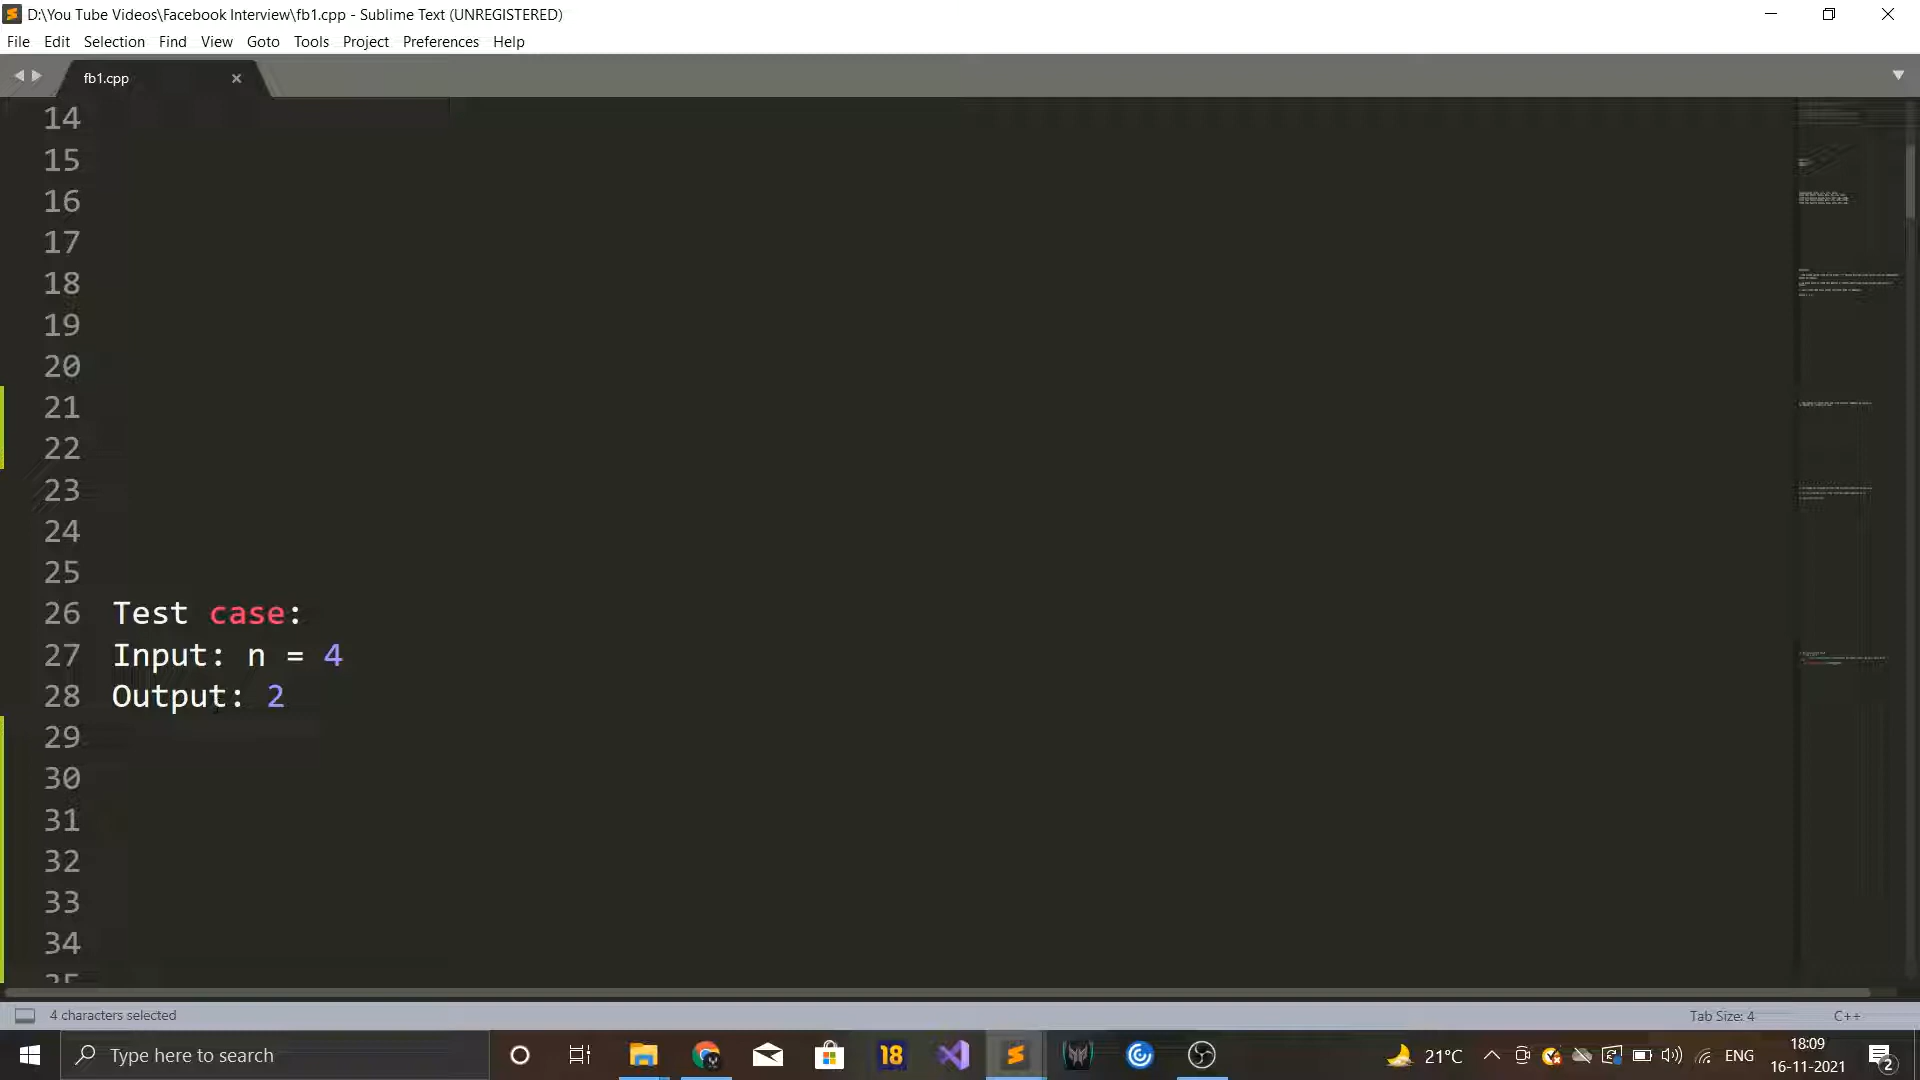 D:\You Tube Videos\Facebook Interview\fb1.cpp - Sublime Text (UNREGISTERED)
File Edit Selection Find View Goto Tools Project Preferences Help
fb1.cpp
14
15
16
17
18
19
20
21
22
23
24
25
26 Test case:
27 Input: n = 4
28 Output: 2
29
30
31
32
33
34
35
4 characters selected Tab Size: 4 C++
Type here to search 18 21°C ENG 18:09
16-11-2021 2